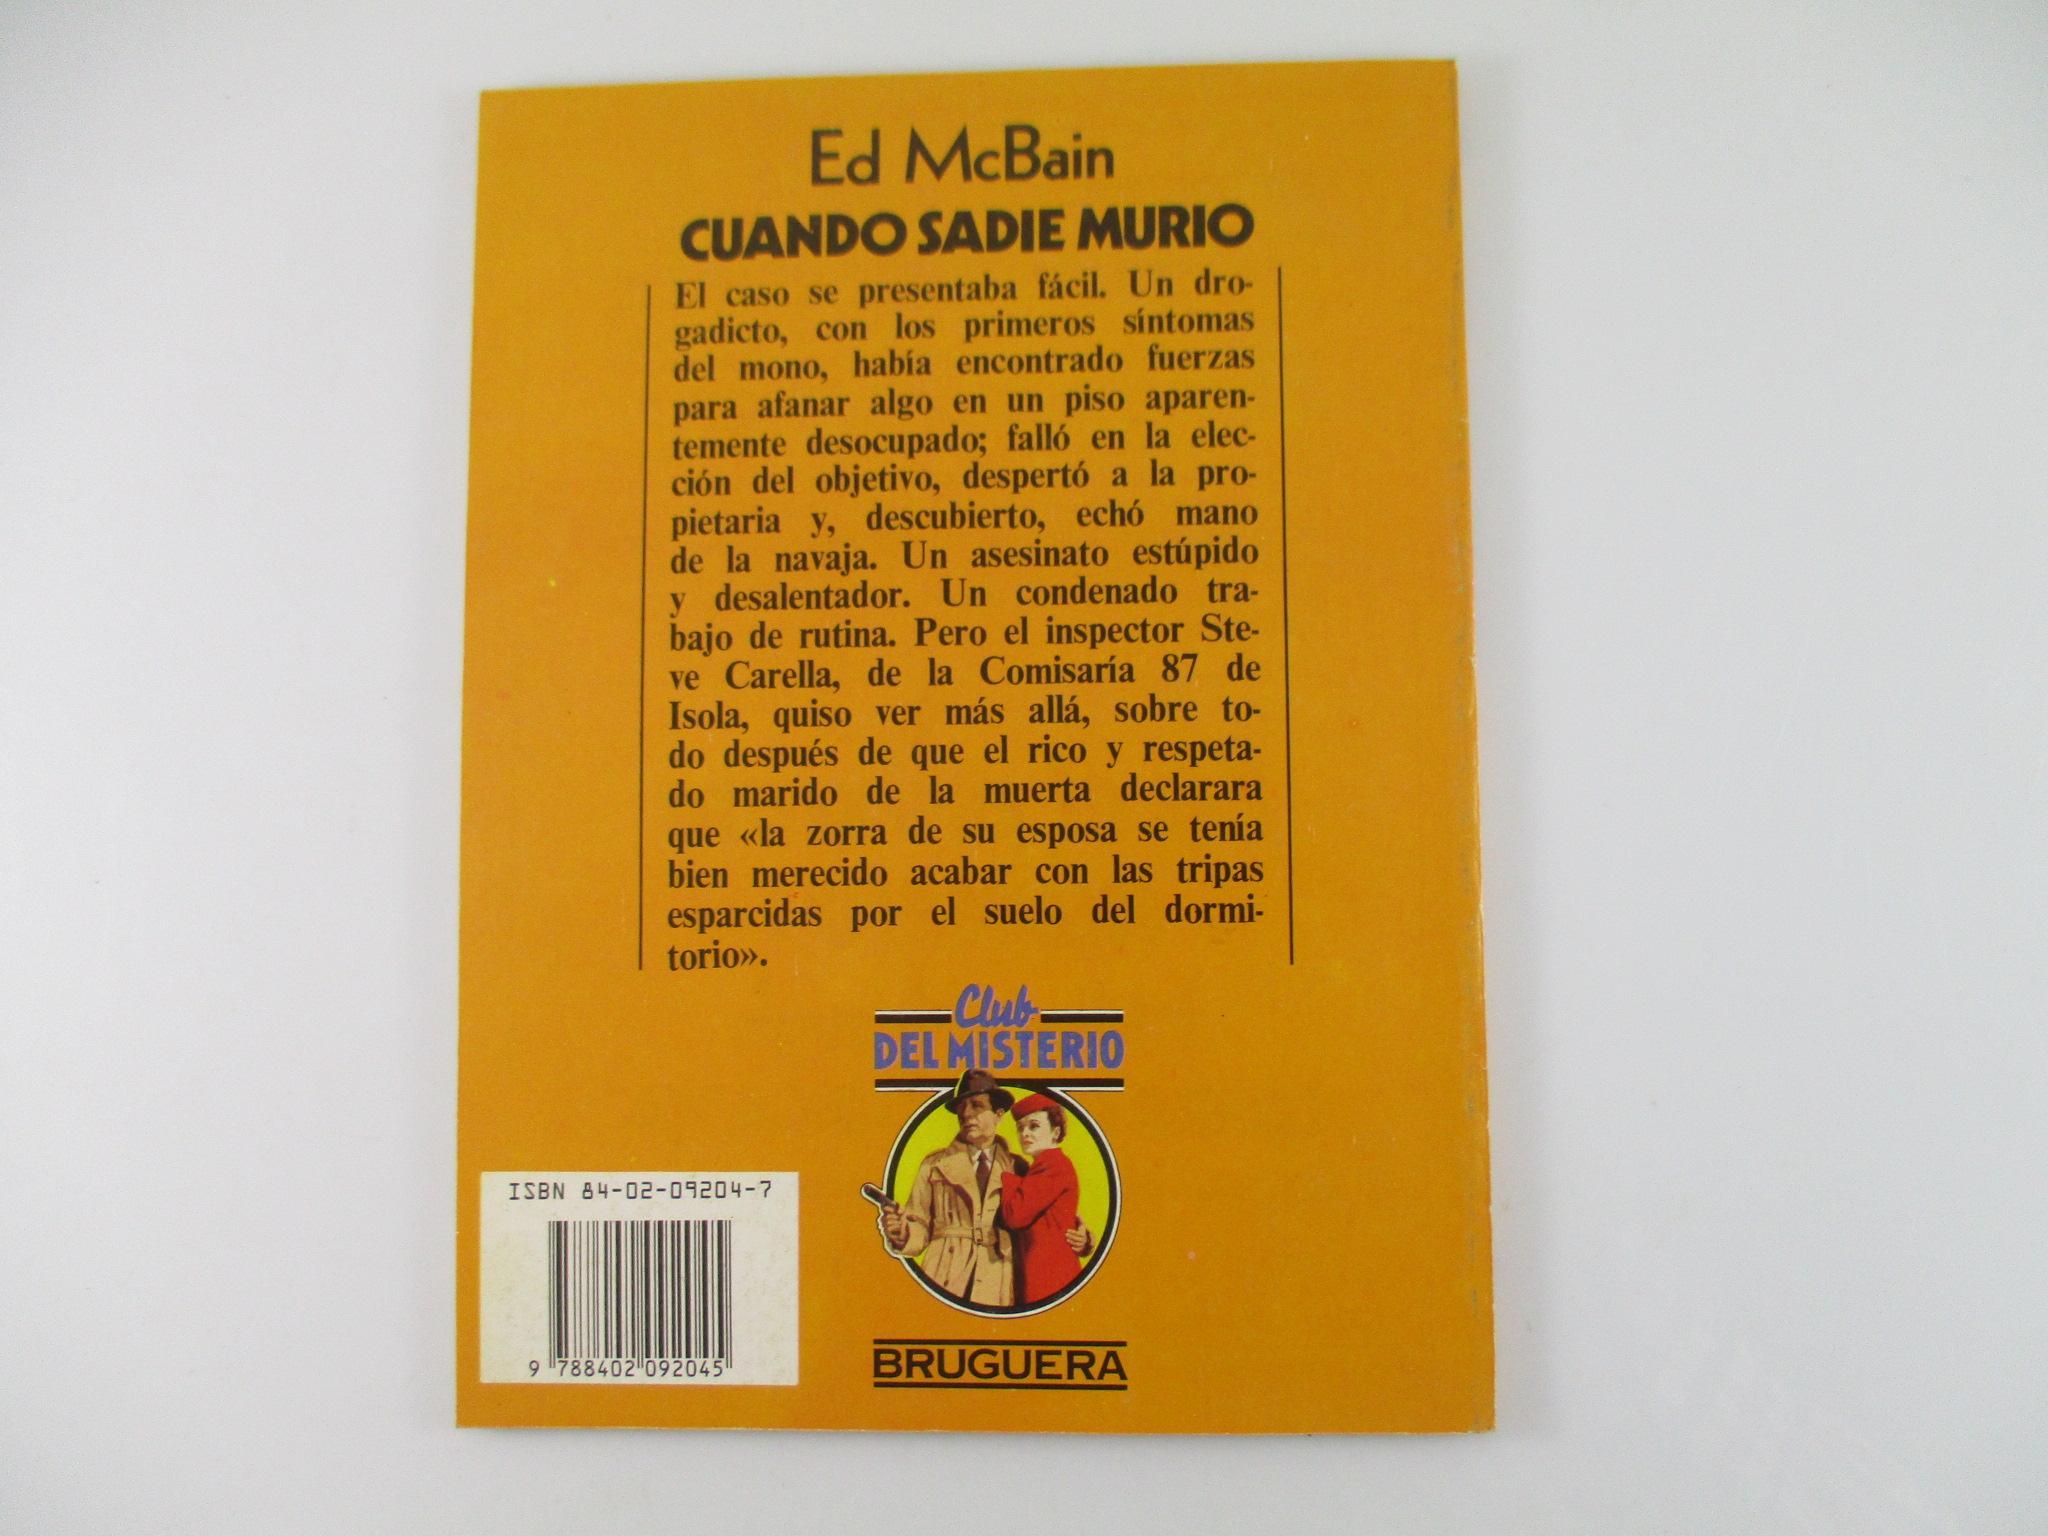 Ed McBain
CUANDO SADIE MURIO
El caso se presentaba fácil. Un dro-
gadicto, con los primeros síntomas
del mono, había encontrado fuerzas
para afanar algo en un piso aparen-
temente desocupado; falló en la elec-
ción del objetivo, despertó a la pro-
pietaria y, descubierto, echó mano
de la navaja. Un asesinato estúpido
y desalentador. Un condenado tra-
bajo de rutina. Pero el inspector Ste-
ve Carella, de la Comisaría 87 de
Isola, quiso ver más allá, sobre to-
do después de que el rico y respeta-
do marido de la muerta declarara
que «la zorra de su esposa se tenía
bien merecido acabar con las tripas
esparcidas por el suelo del dormi-
torio».
Club
DEL MISTERIO
ISBN 84-02-09204-7
9 788402 092045
BRUGUERA